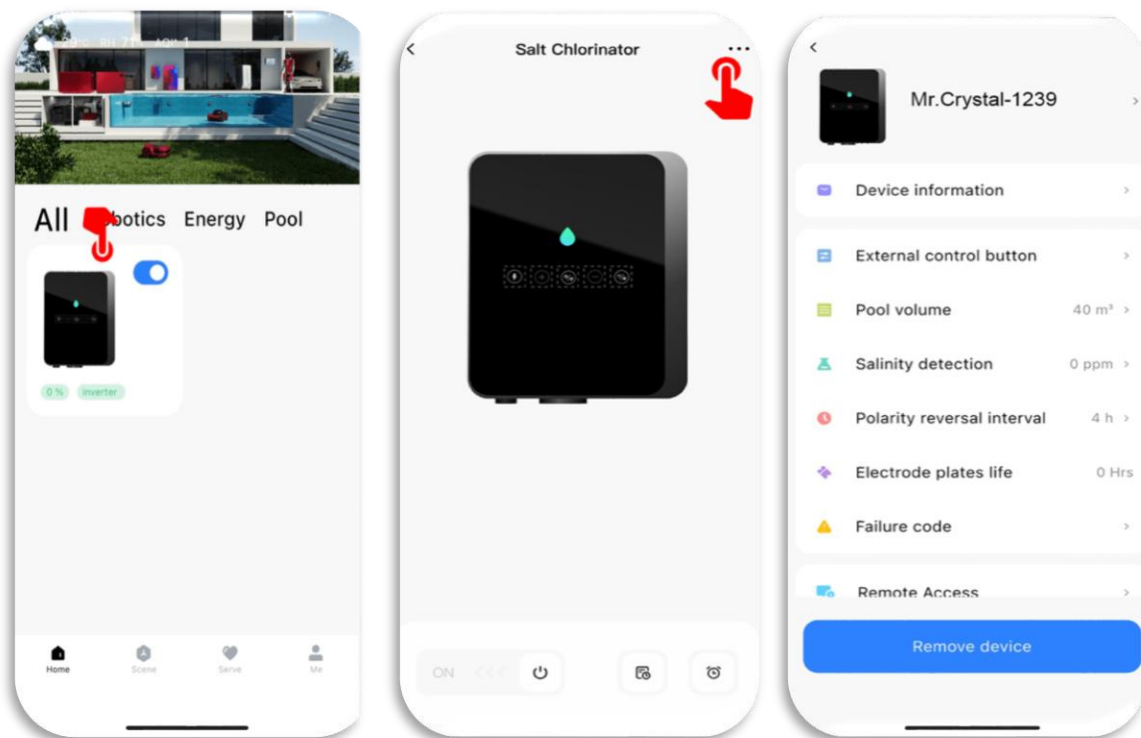 All Robotics Energy Pool
0 % inverter
Home Scene Serve Me
Salt Chlorinator
ON
Mr.Crystal-1239
Device information
External control button
Pool volume 40 m³
Salinity detection 0 ppm
Polarity reversal interval 4 h
Electrode plates life 0 Hrs
Failure code
Remote Access
Remove device